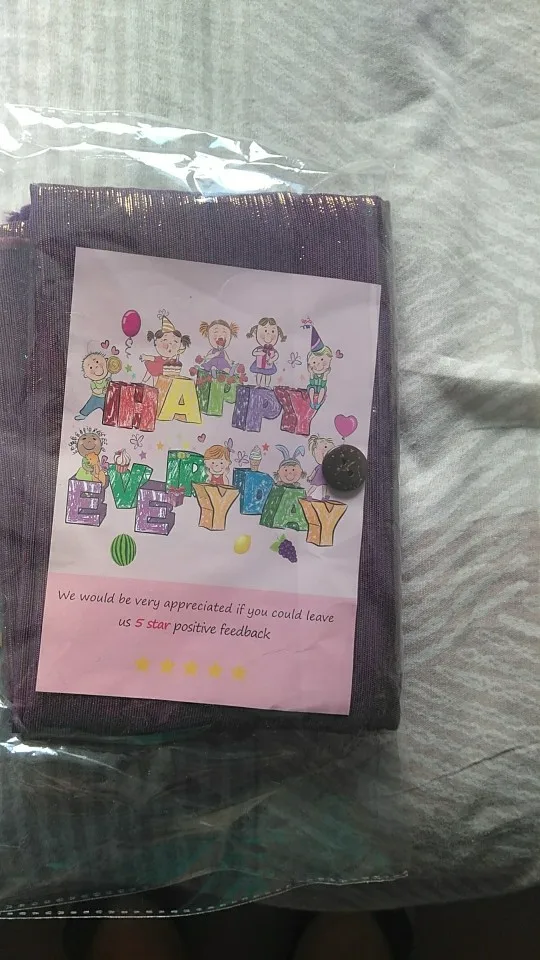 HAPPY
EVERYDAY
We would be very appreciated if you could leave
us 5 star positive feedback